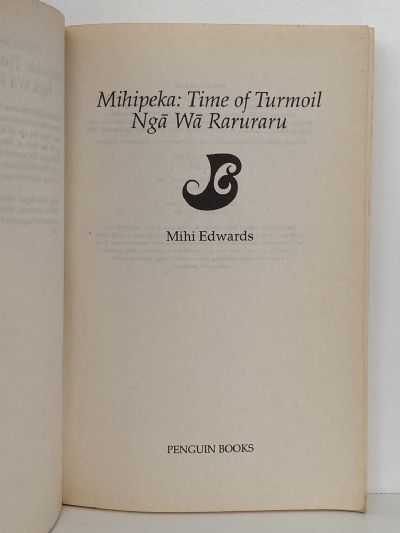 Mihipeka: Time of Turmoil
Ngā Wā Raruraru
Mihi Edwards
PENGUIN BOOKS